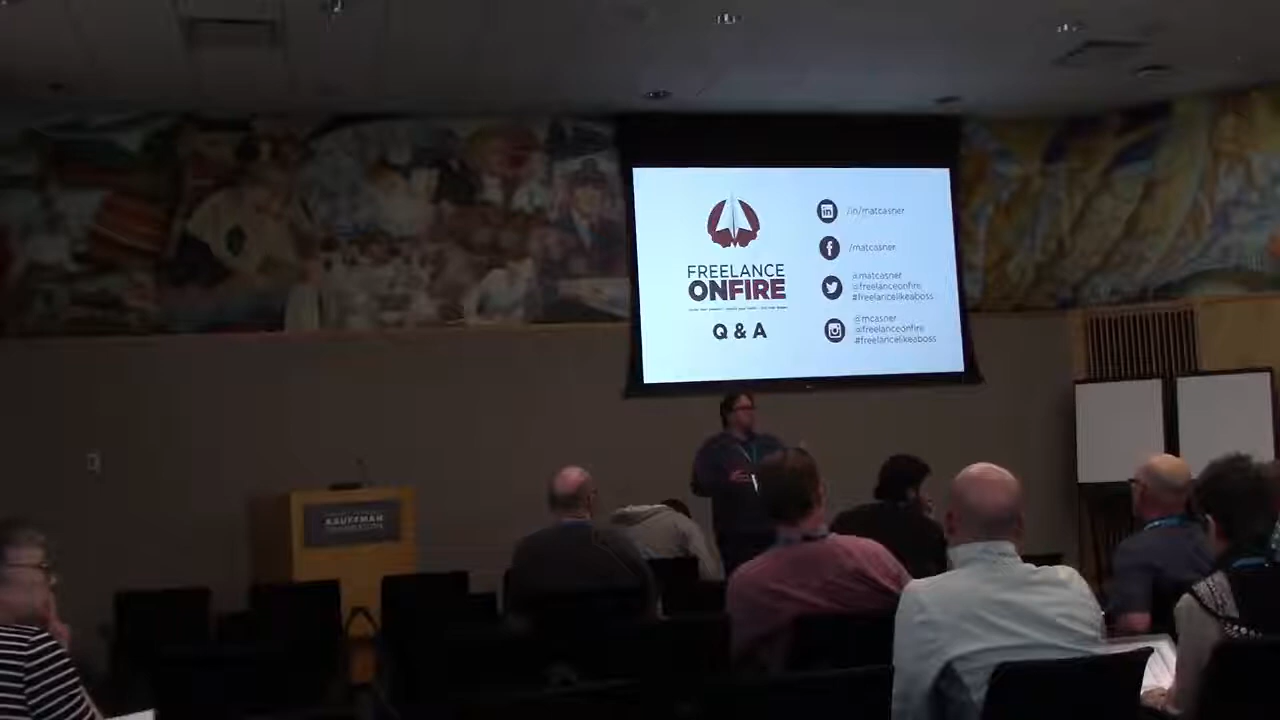 FREELANCE
ONFIRE
Q & A
/in/matcasner
/matcasner
@matcasner
@freelanceonfire
#freelancelikeaboss
@mcasner
@freelanceonfire
#freelancelikeaboss
KAUFFMAN